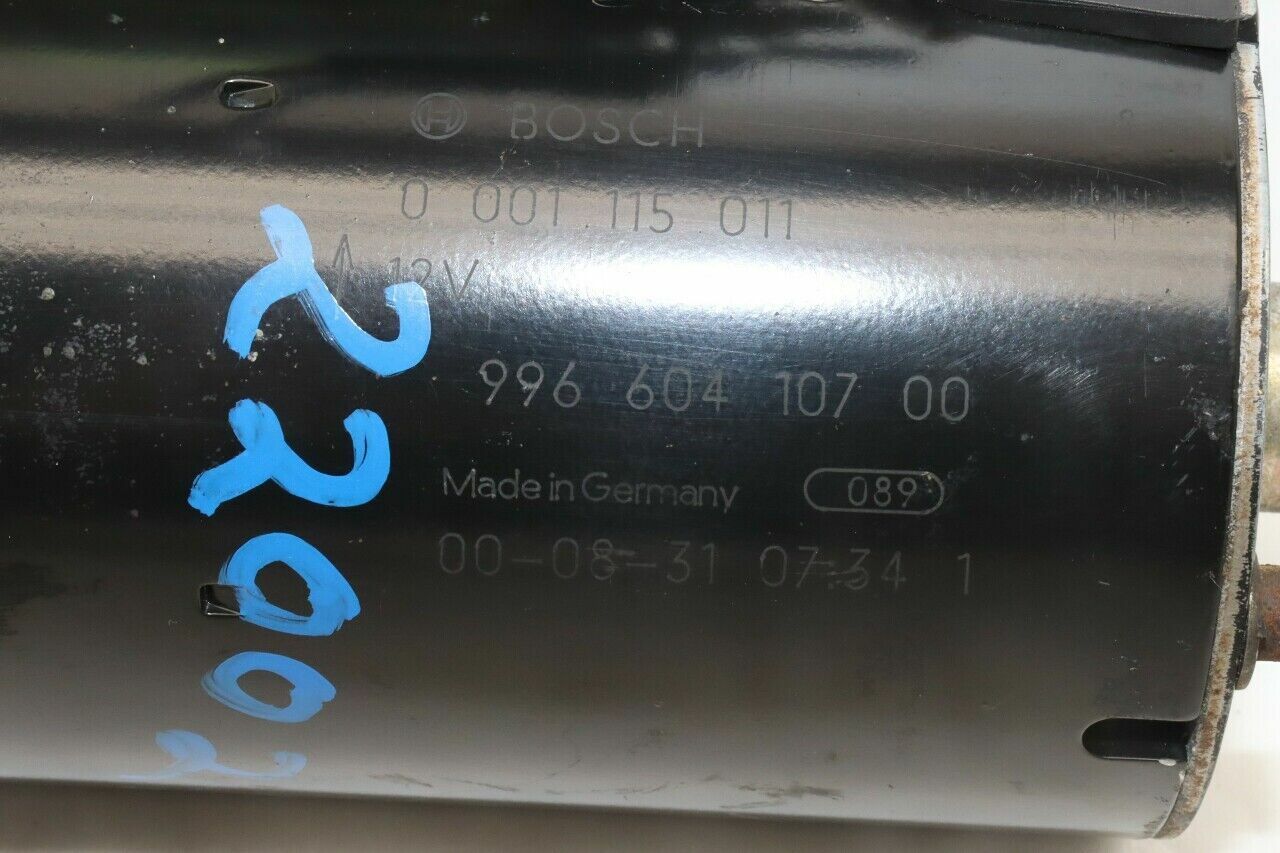 BOSCH
0 001 115 011
12V
996 604 107 00
Made in Germany 089
00-08-31 07:34 1
22002